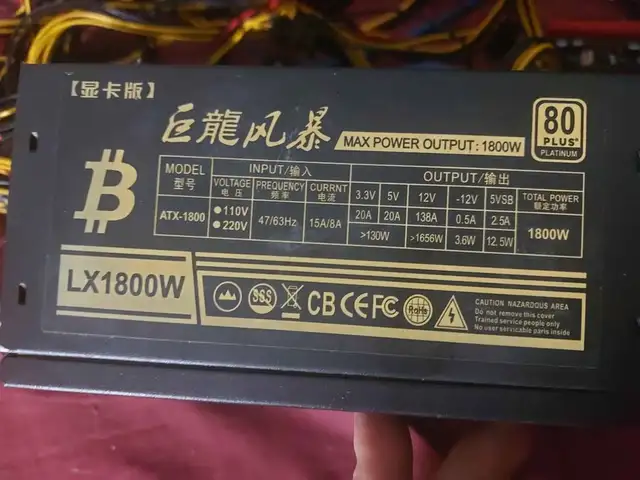 【显卡版】
巨龍风暴
MAX POWER OUTPUT: 1800W
80
PLUS
PLATINUM
MODEL 型号 INPUT/输入 OUTPUT/输出
VOLTAGE 电压 FREQUENCY 频率 CURRNT 电流 3.3V 5V 12V -12V 5VSB TOTAL POWER 额定功率
ATX-1800 ●110V ●220V 47/63Hz 15A/8A 20A 20A 138A 0.5A 2.5A 1800W
>130W >1656W 3.6W 12.5W
LX1800W
SGS CB CE FC RoHS
CAUTION NAZARDOUS AREA
Do not remove this cover
Trained service people only
No user servicable parts inside